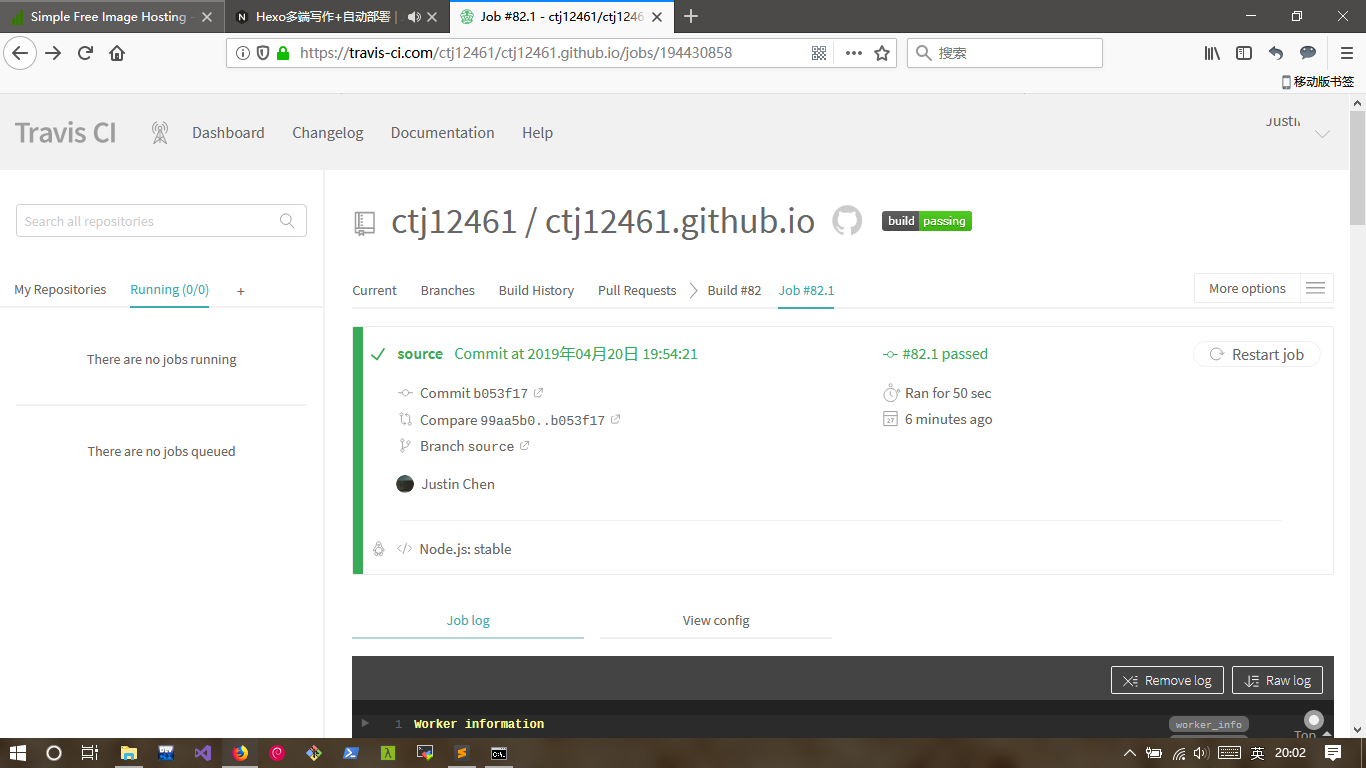 Simple Free Image Hosting -
Hexo多端写作+自动部署 |
Job #82.1 - ctj12461/ctj1246
https://travis-ci.com/ctj12461/ctj12461.github.io/jobs/194430858
搜索
移动版书签
Travis CI
Dashboard
Changelog
Documentation
Help
Justin
Search all repositories
My Repositories
Running (0/0)
+
There are no jobs running
There are no jobs queued
ctj12461 / ctj12461.github.io
build passing
Current
Branches
Build History
Pull Requests
Build #82
Job #82.1
More options
source Commit at 2019年04月20日 19:54:21
#82.1 passed
Restart job
Commit b053f17
Ran for 50 sec
Compare 99aa5b0..b053f17
27
6 minutes ago
Branch source
Justin Chen
</> Node.js: stable
Job log
View config
Remove log
Raw log
1 Worker information
worker_info
Top
DEV
C:\.
英
20:02